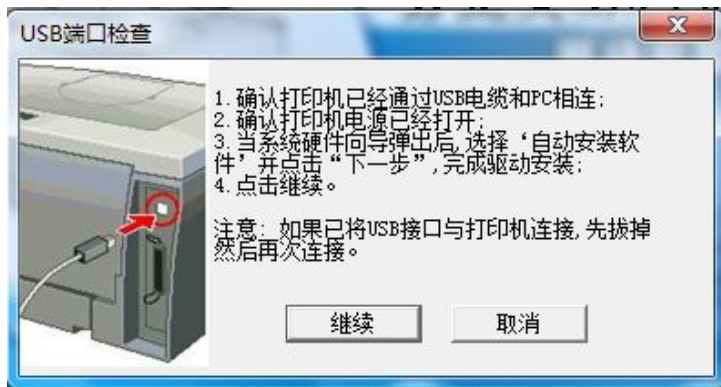 USB端口检查
1.确认打印机已经通过USB电缆和PC相连;
2.确认打印机电源已经打开;
3.当系统硬件向导弹出后,选择‘自动安装软
件’并点击“下一步”,完成驱动安装;
4.点击继续。
注意: 如果已将USB接口与打印机连接,先拔掉
然后再次连接。
继续
取消